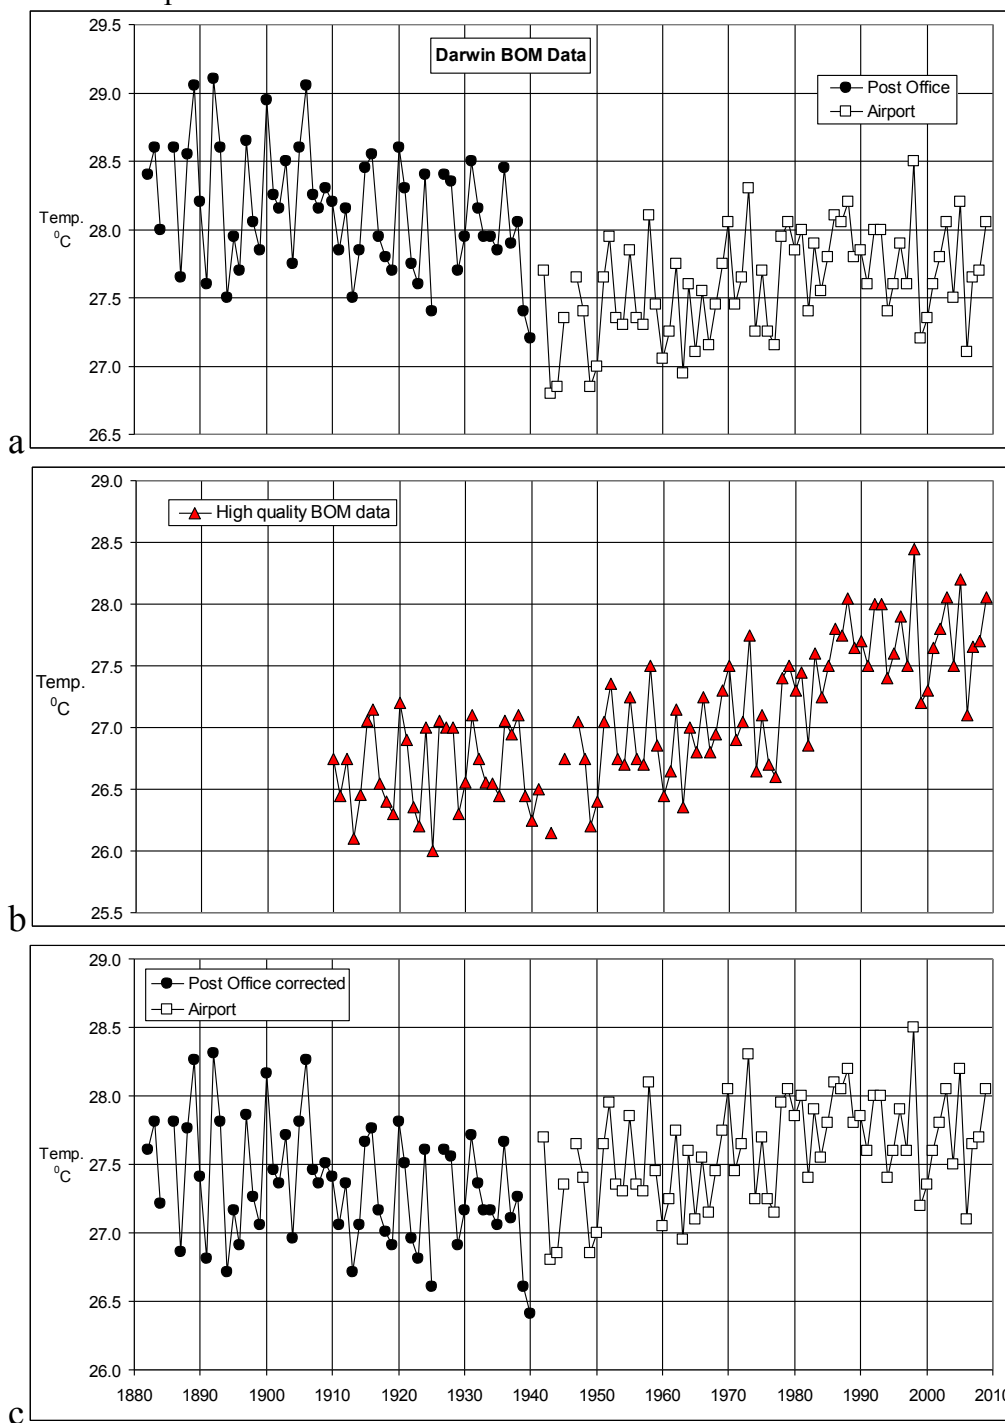 29.5
Darwin BOM Data
29.0
Post Office
Airport
28.5
Temp.
⁰C
28.0
27.5
27.0
26.5
a
29.0
High quality BOM data
28.5
28.0
27.5
Temp.
⁰C
27.0
26.5
26.0
25.5
b
29.0
Post Office corrected
Airport
28.5
28.0
Temp.
⁰C
27.5
27.0
26.5
26.0
1880 1890 1900 1910 1920 1930 1940 1950 1960 1970 1980 1990 2000 2010
c